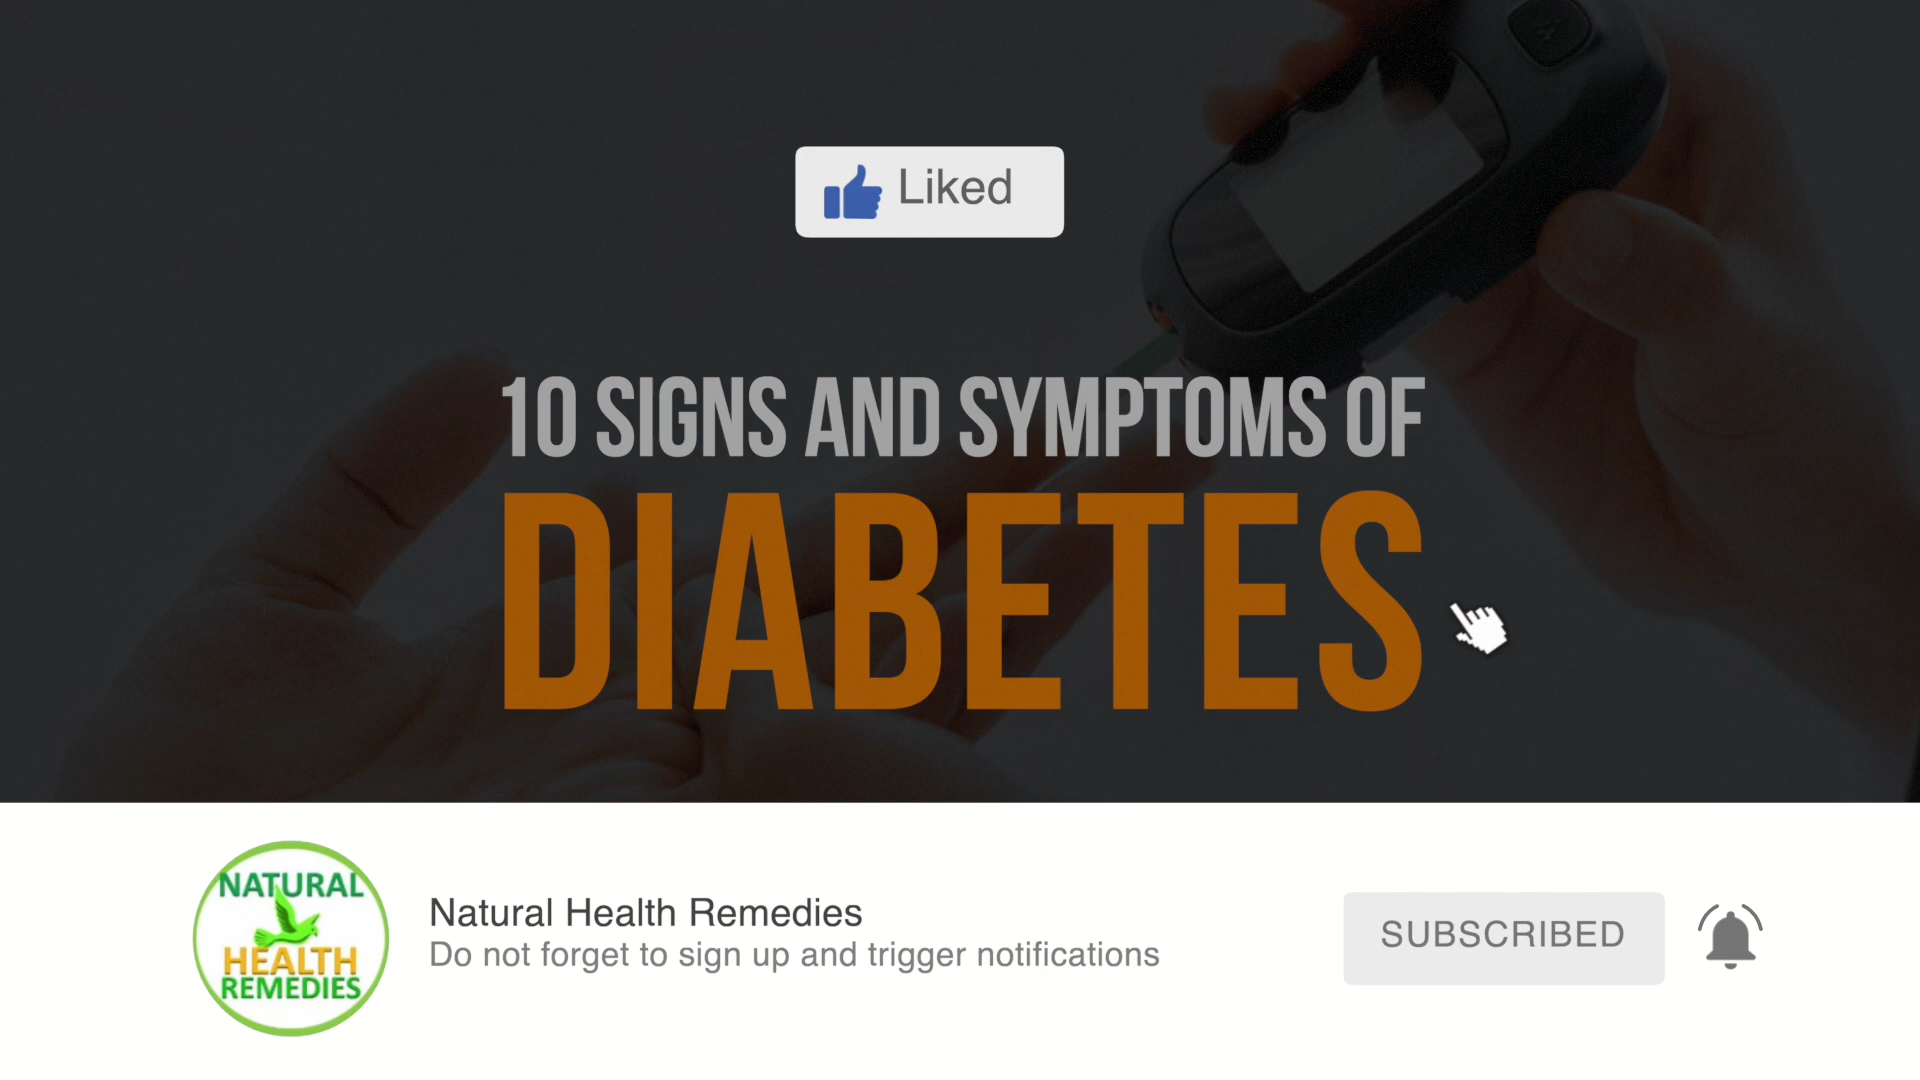 Liked
10 SIGNS AND SYMPTOMS OF
DIABETES
NATURAL
HEALTH
REMEDIES
Natural Health Remedies
Do not forget to sign up and trigger notifications
SUBSCRIBED